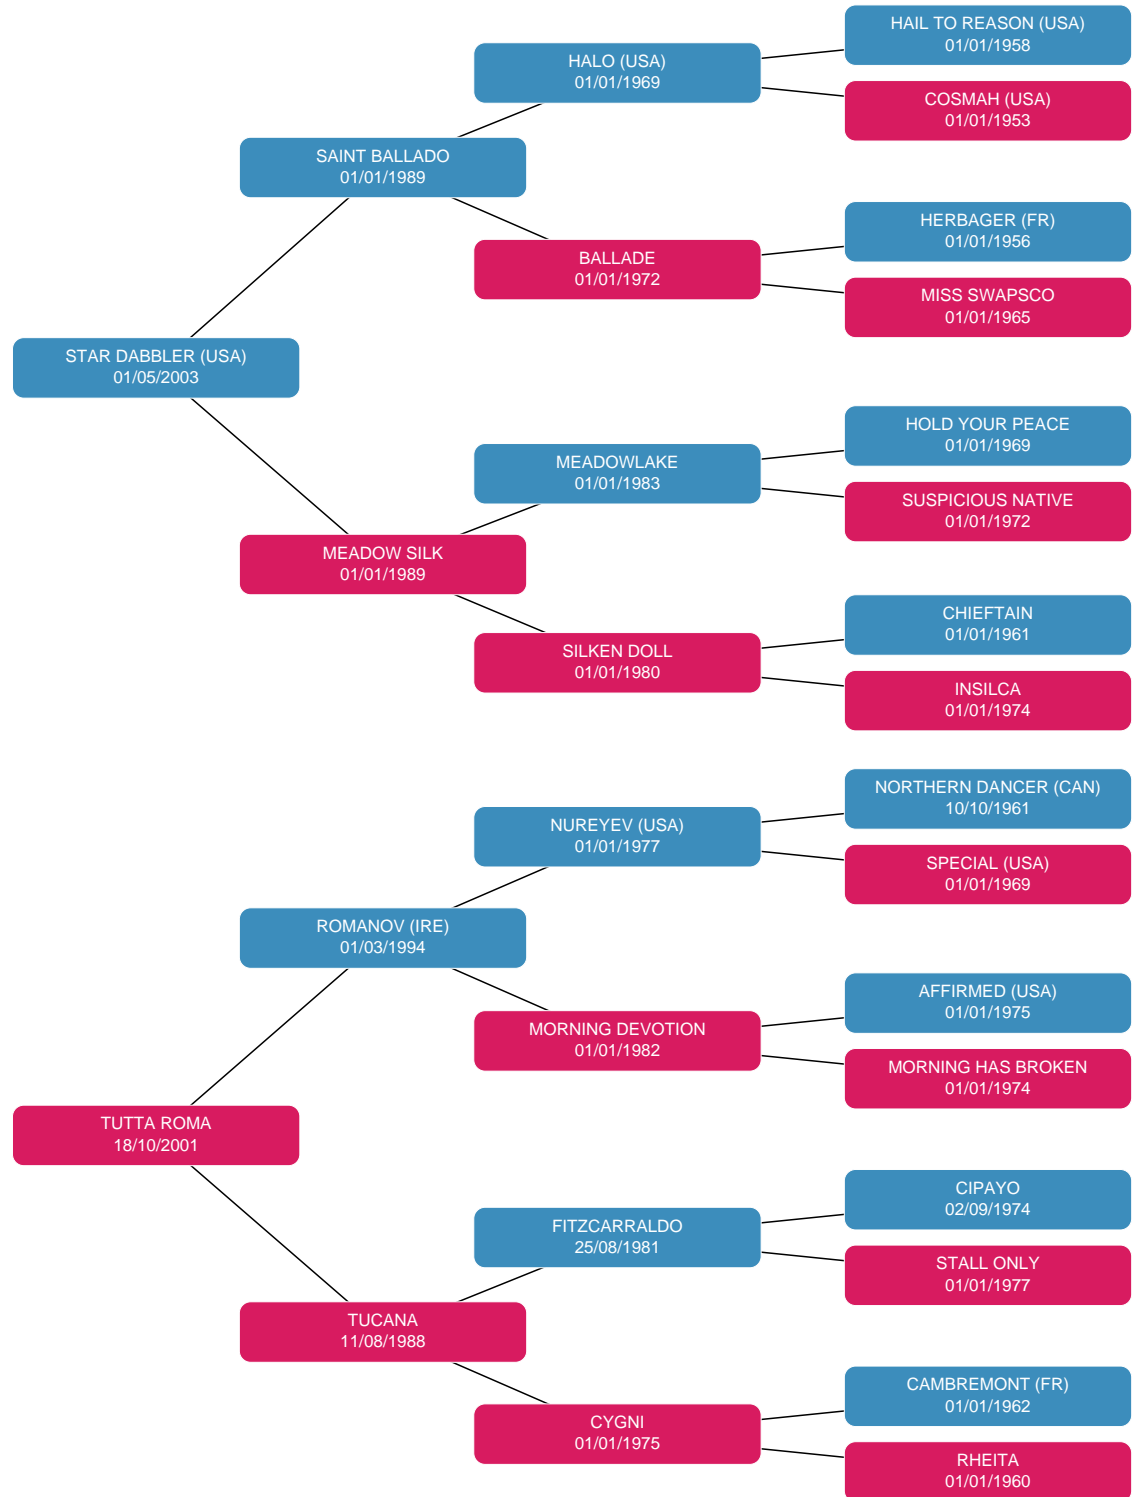 HAIL TO REASON (USA)
01/01/1958
HALO (USA)
01/01/1969
COSMAH (USA)
01/01/1953
SAINT BALLADO
01/01/1989
HERBAGER (FR)
01/01/1956
BALLADE
01/01/1972
MISS SWAPSCO
01/01/1965
STAR DABBLER (USA)
01/05/2003
HOLD YOUR PEACE
01/01/1969
MEADOWLAKE
01/01/1983
SUSPICIOUS NATIVE
01/01/1972
MEADOW SILK
01/01/1989
CHIEFTAIN
01/01/1961
SILKEN DOLL
01/01/1980
INSILCA
01/01/1974
NORTHERN DANCER (CAN)
10/10/1961
NUREYEV (USA)
01/01/1977
SPECIAL (USA)
01/01/1969
ROMANOV (IRE)
01/03/1994
AFFIRMED (USA)
01/01/1975
MORNING DEVOTION
01/01/1982
MORNING HAS BROKEN
01/01/1974
TUTTA ROMA
18/10/2001
CIPAYO
02/09/1974
FITZCARRALDO
25/08/1981
STALL ONLY
01/01/1977
TUCANA
11/08/1988
CAMBREMONT (FR)
01/01/1962
CYGNI
01/01/1975
RHEITA
01/01/1960